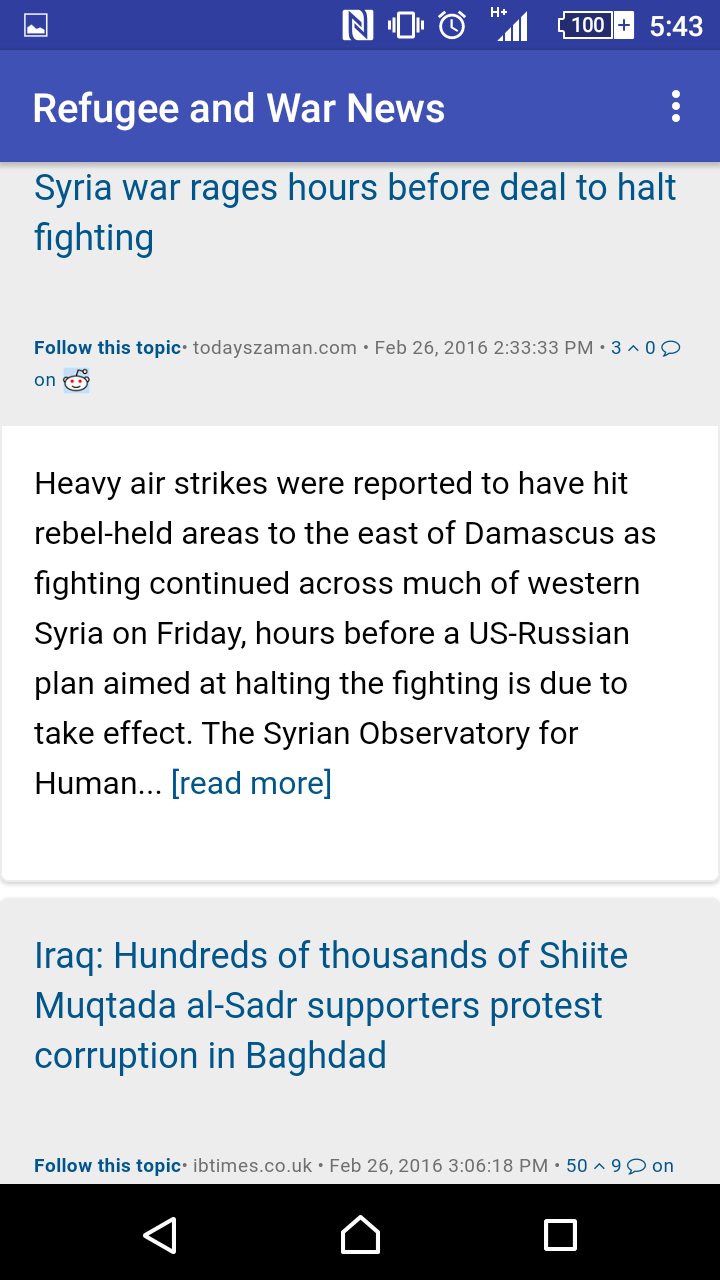 H+ 100 5:43
Refugee and War News
Syria war rages hours before deal to halt
fighting
Follow this topic• todayszaman.com • Feb 26, 2016 2:33:33 PM • 3 ^ 0
on
Heavy air strikes were reported to have hit
rebel-held areas to the east of Damascus as
fighting continued across much of western
Syria on Friday, hours before a US-Russian
plan aimed at halting the fighting is due to
take effect. The Syrian Observatory for
Human... [read more]
Iraq: Hundreds of thousands of Shiite
Muqtada al-Sadr supporters protest
corruption in Baghdad
Follow this topic• ibtimes.co.uk • Feb 26, 2016 3:06:18 PM • 50 ^ 9 on